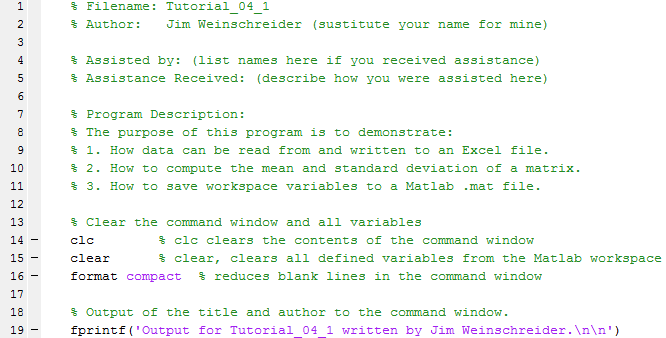 1 % Filename: Tutorial_04_1
2 % Author:   Jim Weinschreider (sustitute your name for mine)
3
4 % Assisted by: (list names here if you received assistance)
5 % Assistance Received: (describe how you were assisted here)
6
7 % Program Description:
8 % The purpose of this program is to demonstrate:
9 % 1. How data can be read from and written to an Excel file.
10 % 2. How to compute the mean and standard deviation of a matrix.
11 % 3. How to save workspace variables to a Matlab .mat file.
12
13 % Clear the command window and all variables
14 – clc         % clc clears the contents of the command window
15 – clear       % clear, clears all defined variables from the Matlab workspace
16 – format compact  % reduces blank lines in the command window
17
18 % Output of the title and author to the command window.
19 – fprintf('Output for Tutorial_04_1 written by Jim Weinschreider.\n\n')